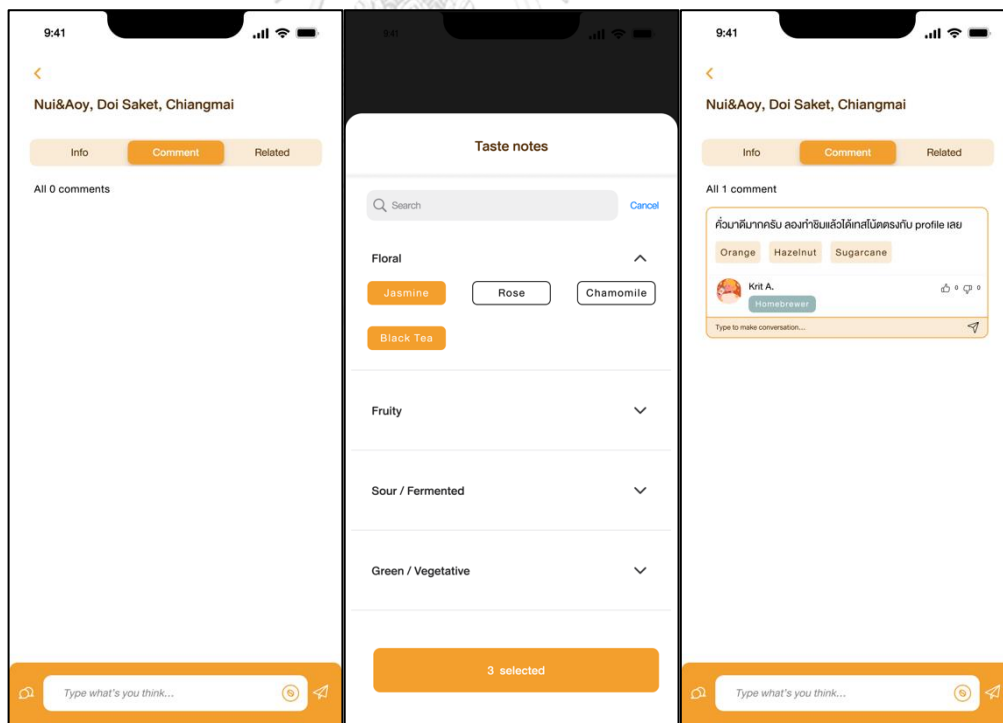 9:41
Nui&Aoy, Doi Saket, Chiangmai
Info Comment Related
All 0 comments
Type what's you think...
9:41
Taste notes
Search Cancel
Floral
Jasmine Rose Chamomile
Black Tea
Fruity
Sour / Fermented
Green / Vegetative
3 selected
9:41
Nui&Aoy, Doi Saket, Chiangmai
Info Comment Related
All 1 comment
คั่วมาดีมากครับ ลองทำชิมแล้วได้เทสโน้ตตรงกับ profile เลย
Orange Hazelnut Sugarcane
Krit A.
0 0
Homebrewer
Type to make conversation...
Type what's you think...